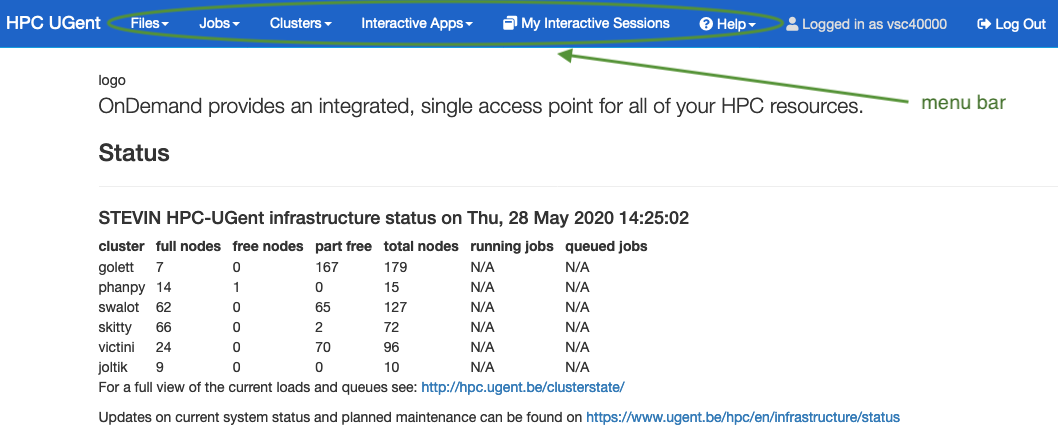 HPC UGent Files Jobs Clusters Interactive Apps My Interactive Sessions Help Logged in as vsc40000 Log Out
menu bar
logo
OnDemand provides an integrated, single access point for all of your HPC resources.
Status
STEVIN HPC-UGent infrastructure status on Thu, 28 May 2020 14:25:02
cluster full nodes free nodes part free total nodes running jobs queued jobs
golett 7 0 167 179 N/A N/A
phanpy 14 1 0 15 N/A N/A
swalot 62 0 65 127 N/A N/A
skitty 66 0 2 72 N/A N/A
victini 24 0 70 96 N/A N/A
joltik 9 0 0 10 N/A N/A
For a full view of the current loads and queues see: http://hpc.ugent.be/clusterstate/
Updates on current system status and planned maintenance can be found on https://www.ugent.be/hpc/en/infrastructure/status